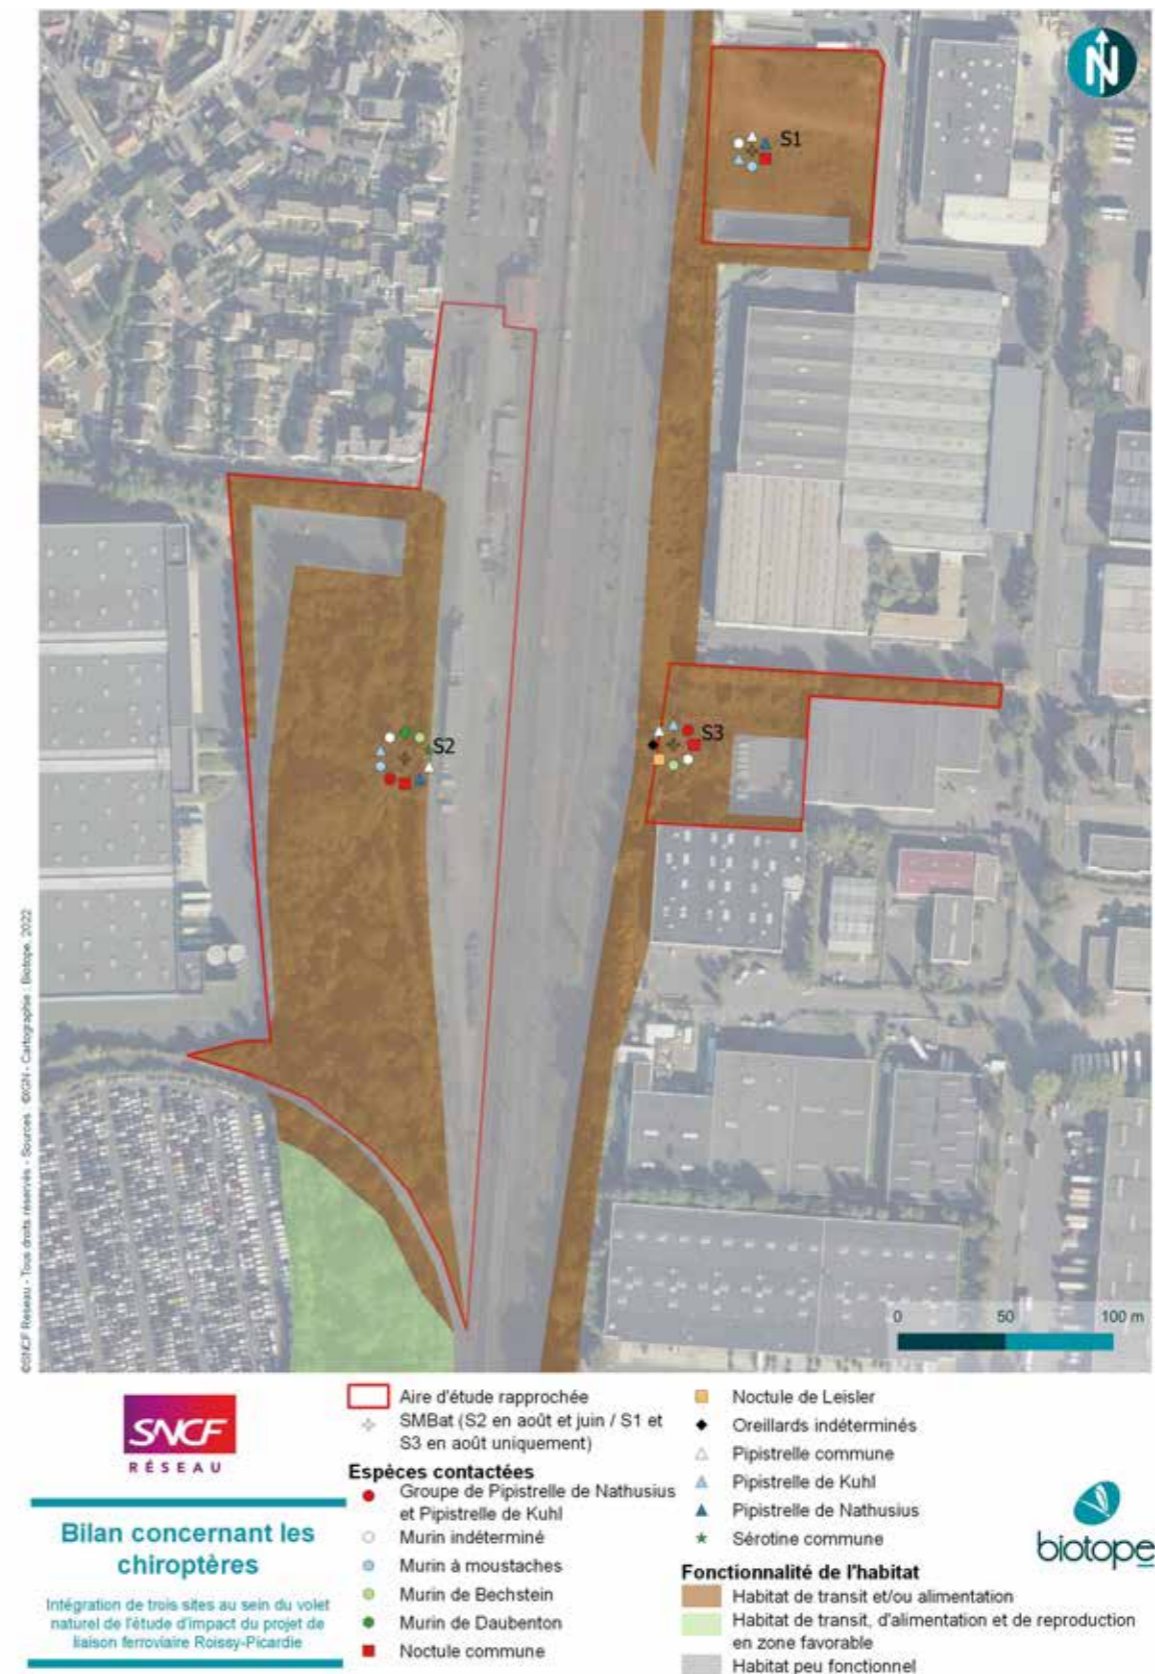 N
S1
S2
S3
0 50 100 m
©SNCF Reseau - Tous droits réservés - Sources : ©IGN - Cartographie : Biotope, 2022
SNCF
RÉSEAU
Bilan concernant les
chiroptères
Intégration de trois sites au sein du volet
naturel de l'étude d'impact du projet de
liaison ferroviaire Roissy-Picardie
Aire d'étude rapprochée
SMBat (S2 en août et juin / S1 et
S3 en août uniquement)
Espèces contactées
Groupe de Pipistrelle de Nathusius
et Pipistrelle de Kuhl
Murin indéterminé
Murin à moustaches
Murin de Bechstein
Murin de Daubenton
Noctule commune
Noctule de Leisler
Oreillards indéterminés
Pipistrelle commune
Pipistrelle de Kuhl
Pipistrelle de Nathusius
Sérotine commune
Fonctionnalité de l'habitat
Habitat de transit et/ou alimentation
Habitat de transit, d'alimentation et de reproduction
en zone favorable
Habitat peu fonctionnel
biotope